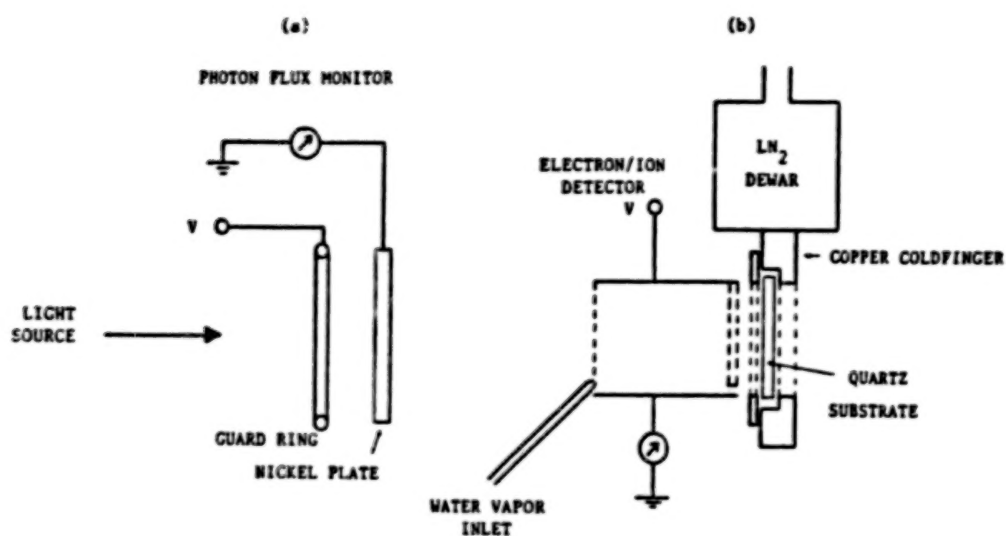 (a)
PHOTON FLUX MONITOR
V
LIGHT
SOURCE
GUARD RING
NICKEL PLATE
(b)
LN2
DEWAR
ELECTRON/ION
DETECTOR
V
COPPER COLDFINGER
QUARTZ
SUBSTRATE
WATER VAPOR
INLET